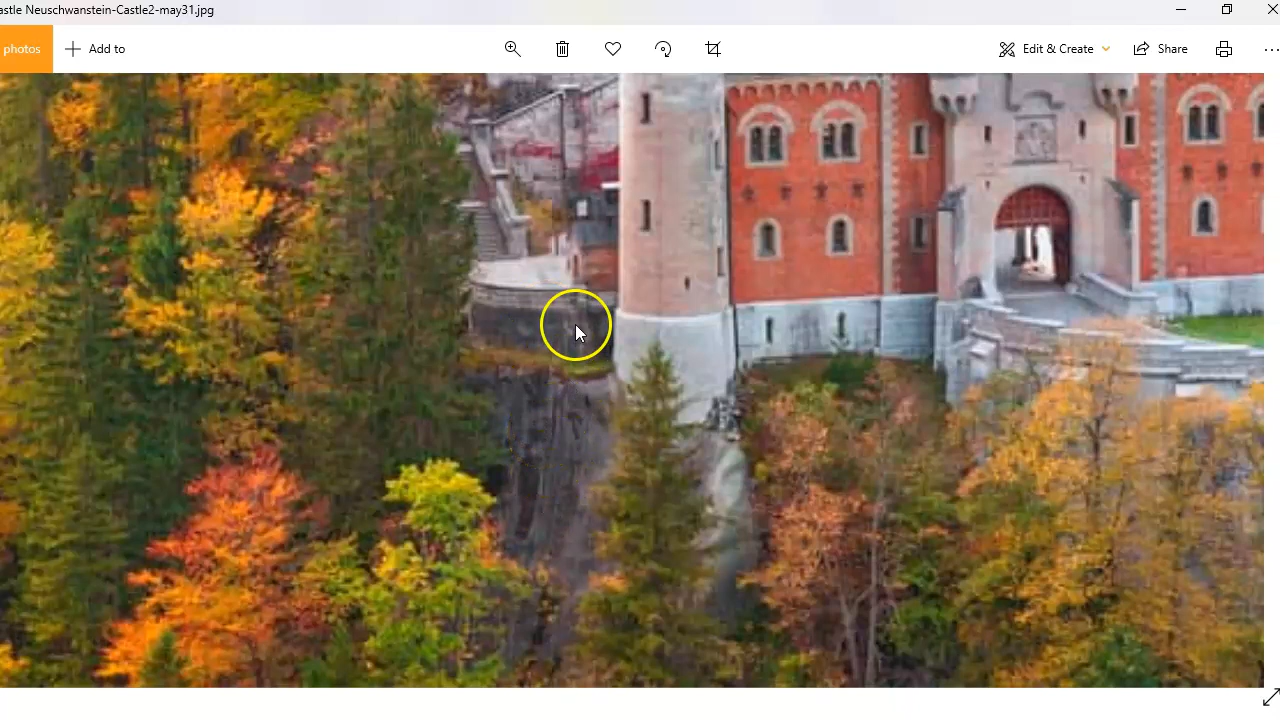 astle Neuschwanstein-Castle2-may31.jpg
photos
Add to
Edit & Create
Share